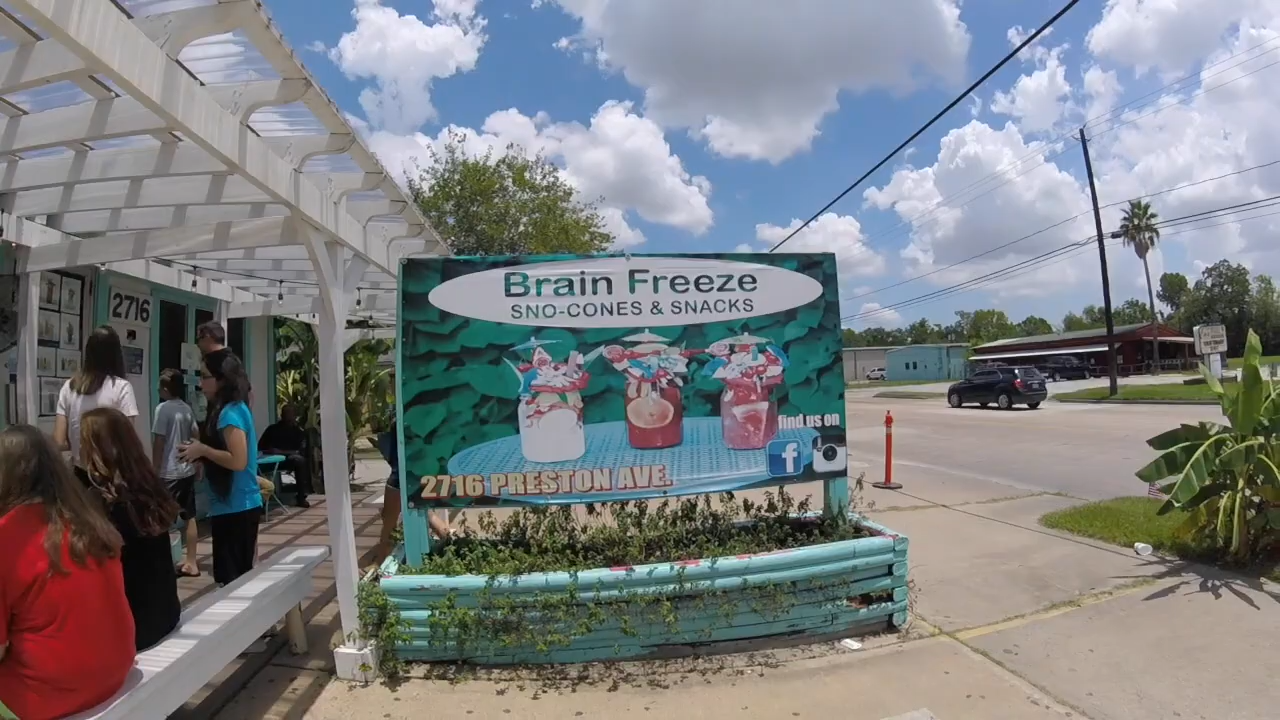 2716
Brain Freeze
SNO-CONES & SNACKS
find us on
f
2716 PRESTON AVE.